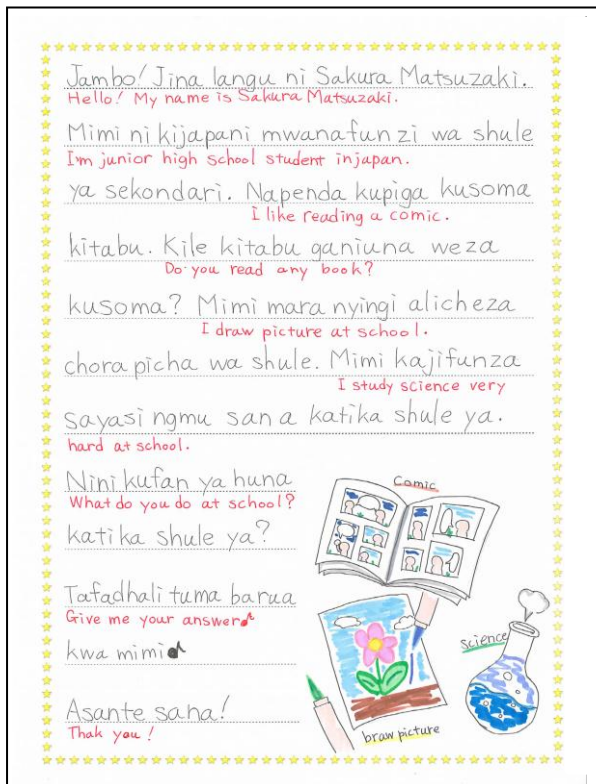 Jambo! Jina langu ni Sakura Matsuzaki.
Hello! My name is Sakura Matsuzaki.
Mimi ni kijapani mwanafunzi wa shule
I'm junior high school student in japan.
ya sekondari. Napenda kupiga kusoma
I like reading a comic.
kitabu. Kile kitabu ganiuna weza
Do you read any book?
kusoma? Mimi mara nyingi alicheza
I draw picture at school.
chora picha wa shule. Mimi kajifunza
I study science very
sayasi ngmu sana katika shule ya.
hard at school.
Nini kufan ya huna
What do you do at school?
katika shule ya?
Tafadhali tuma barua
Give me your answer♪
kwa mimi♪
Asante sana!
Thak you!
Comic
science
braw picture